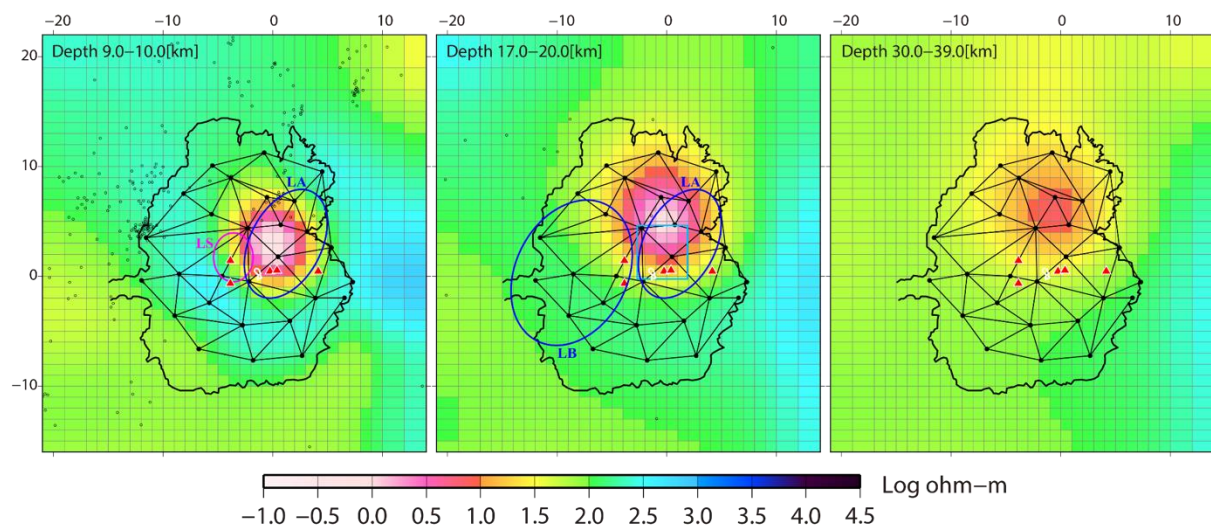 −20 −10 0 10 −20 −10 0 10 −20 −10 0 10
20 Depth 9.0−10.0[km] Depth 17.0−20.0[km] Depth 30.0−39.0[km]
10
LA LA
LS
0
LB
−10
−1.0 −0.5 0.0 0.5 1.0 1.5 2.0 2.5 3.0 3.5 4.0 4.5
Log ohm−m